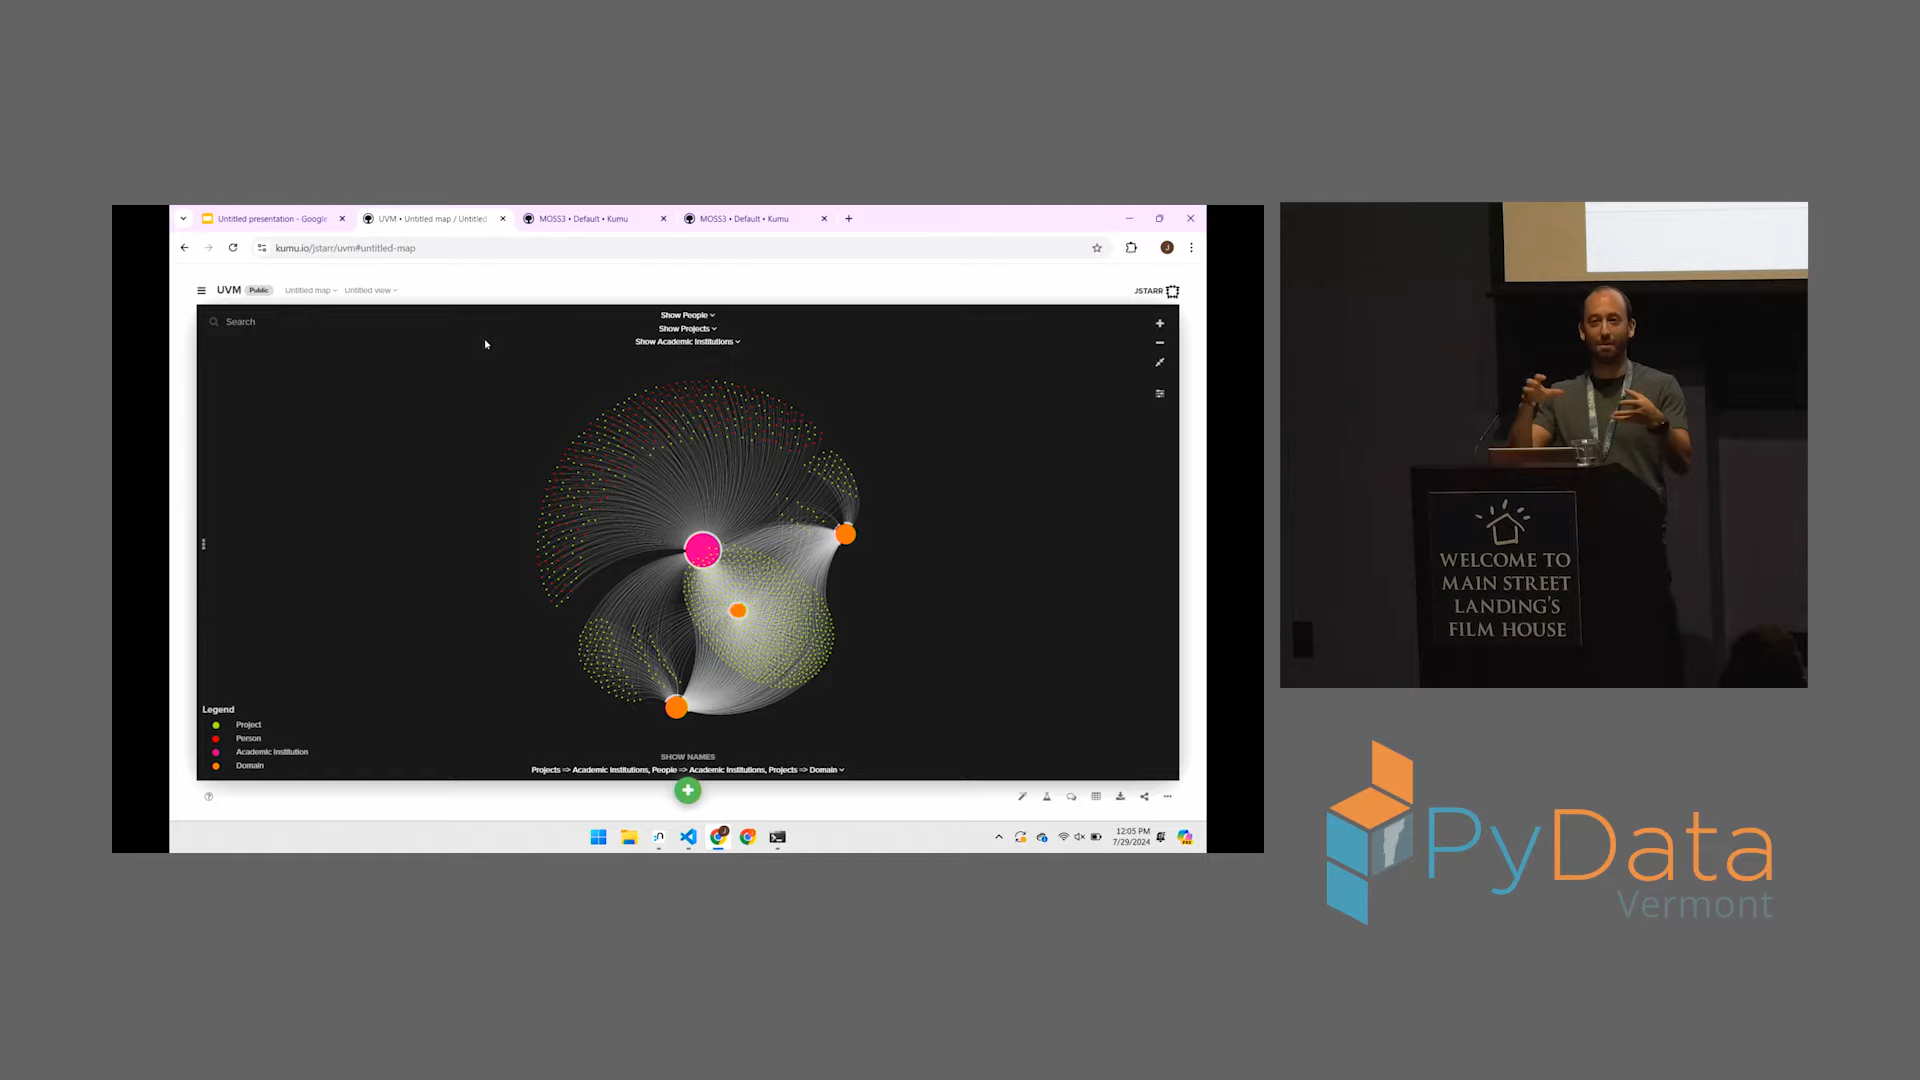 Untitled presentation - Google
UVM • Untitled map / Untitled
MOSS3 • Default • Kumu
MOSS3 • Default • Kumu
kumu.io/jstarr/uvm#untitled-map
UVM
Public
Untitled map
Untitled view
JSTARR
Search
Show People
Show Projects
Show Academic Institutions
Legend
Project
Person
Academic Institution
Domain
SHOW NAMES
Projects => Academic Institutions, People => Academic Institutions, Projects => Domain
12:05 PM
7/29/2024
WELCOME TO
MAIN STREET
LANDING'S
FILM HOUSE
PyData
Vermont